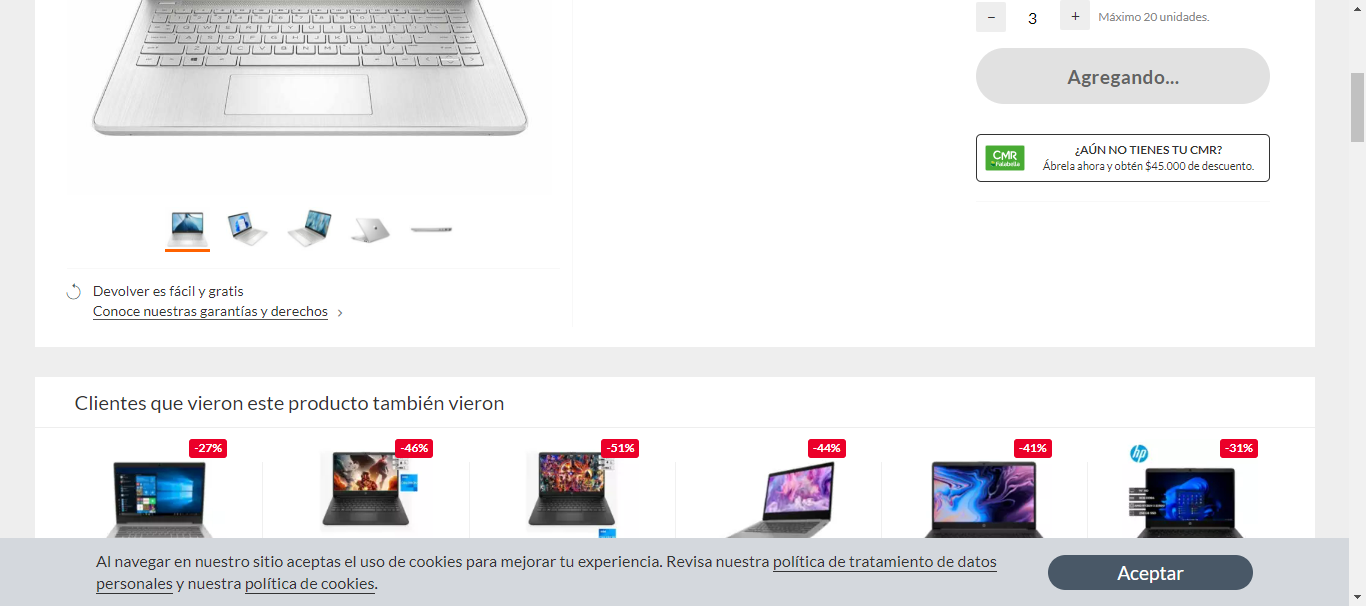 − 3 + Máximo 20 unidades.
Agregando...
CMR
Falabella
¿AÚN NO TIENES TU CMR?
Ábrela ahora y obtén $45.000 de descuento.
Devolver es fácil y gratis
Conoce nuestras garantías y derechos
Clientes que vieron este producto también vieron
-27% -46% -51% -44% -41% -31%
hp
Al navegar en nuestro sitio aceptas el uso de cookies para mejorar tu experiencia. Revisa nuestra política de tratamiento de datos
personales y nuestra política de cookies.
Aceptar